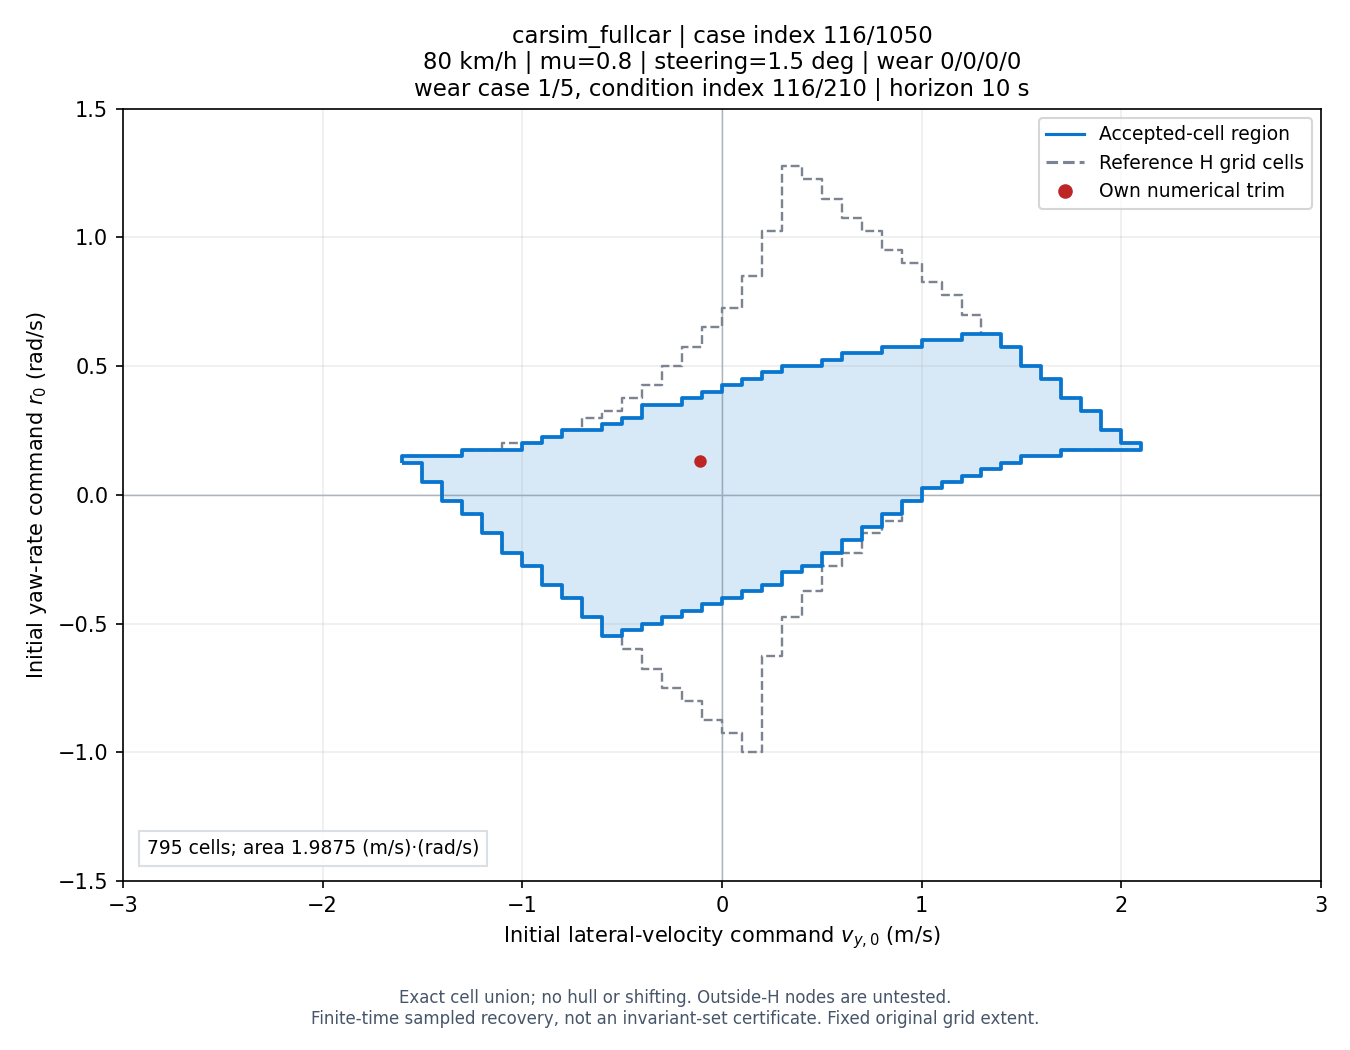 carsim_fullcar | case index 116/1050
80 km/h | mu=0.8 | steering=1.5 deg | wear 0/0/0/0
wear case 1/5, condition index 116/210 | horizon 10 s
Accepted-cell region
Reference H grid cells
Own numerical trim
1.5
1.0
0.5
0.0
−0.5
−1.0
−1.5
Initial yaw-rate command r₀ (rad/s)
795 cells; area 1.9875 (m/s)·(rad/s)
−3
−2
−1
0
1
2
3
Initial lateral-velocity command v_{y,0} (m/s)
Exact cell union; no hull or shifting. Outside-H nodes are untested.
Finite-time sampled recovery, not an invariant-set certificate. Fixed original grid extent.